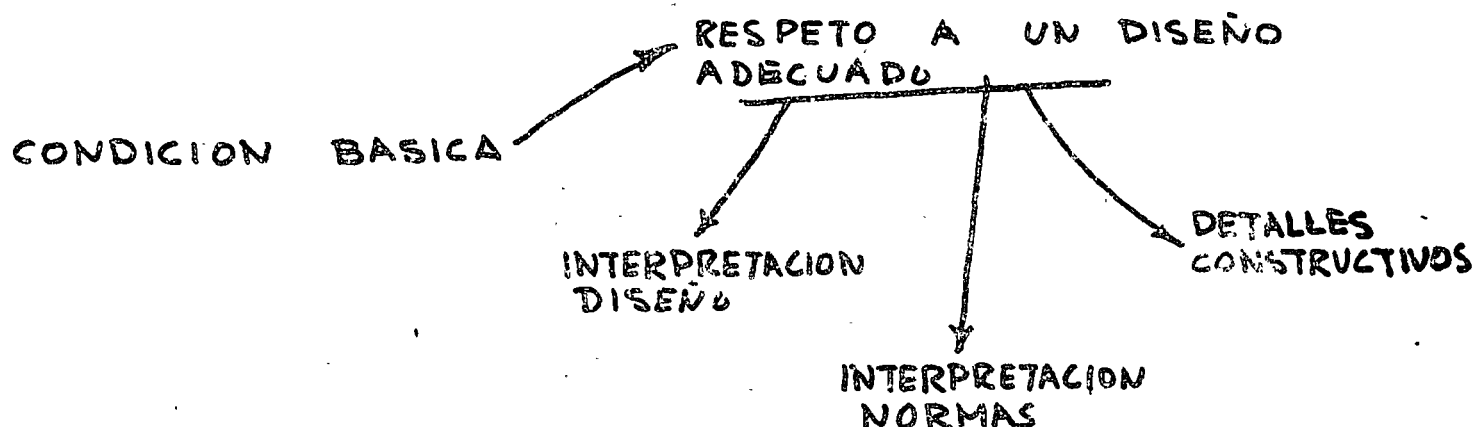 RESPETO A UN DISEÑO
ADECUADO
CONDICION BASICA
INTERPRETACION
DISEÑO
DETALLES
CONSTRUCTIVOS
INTERPRETACION
NORMAS